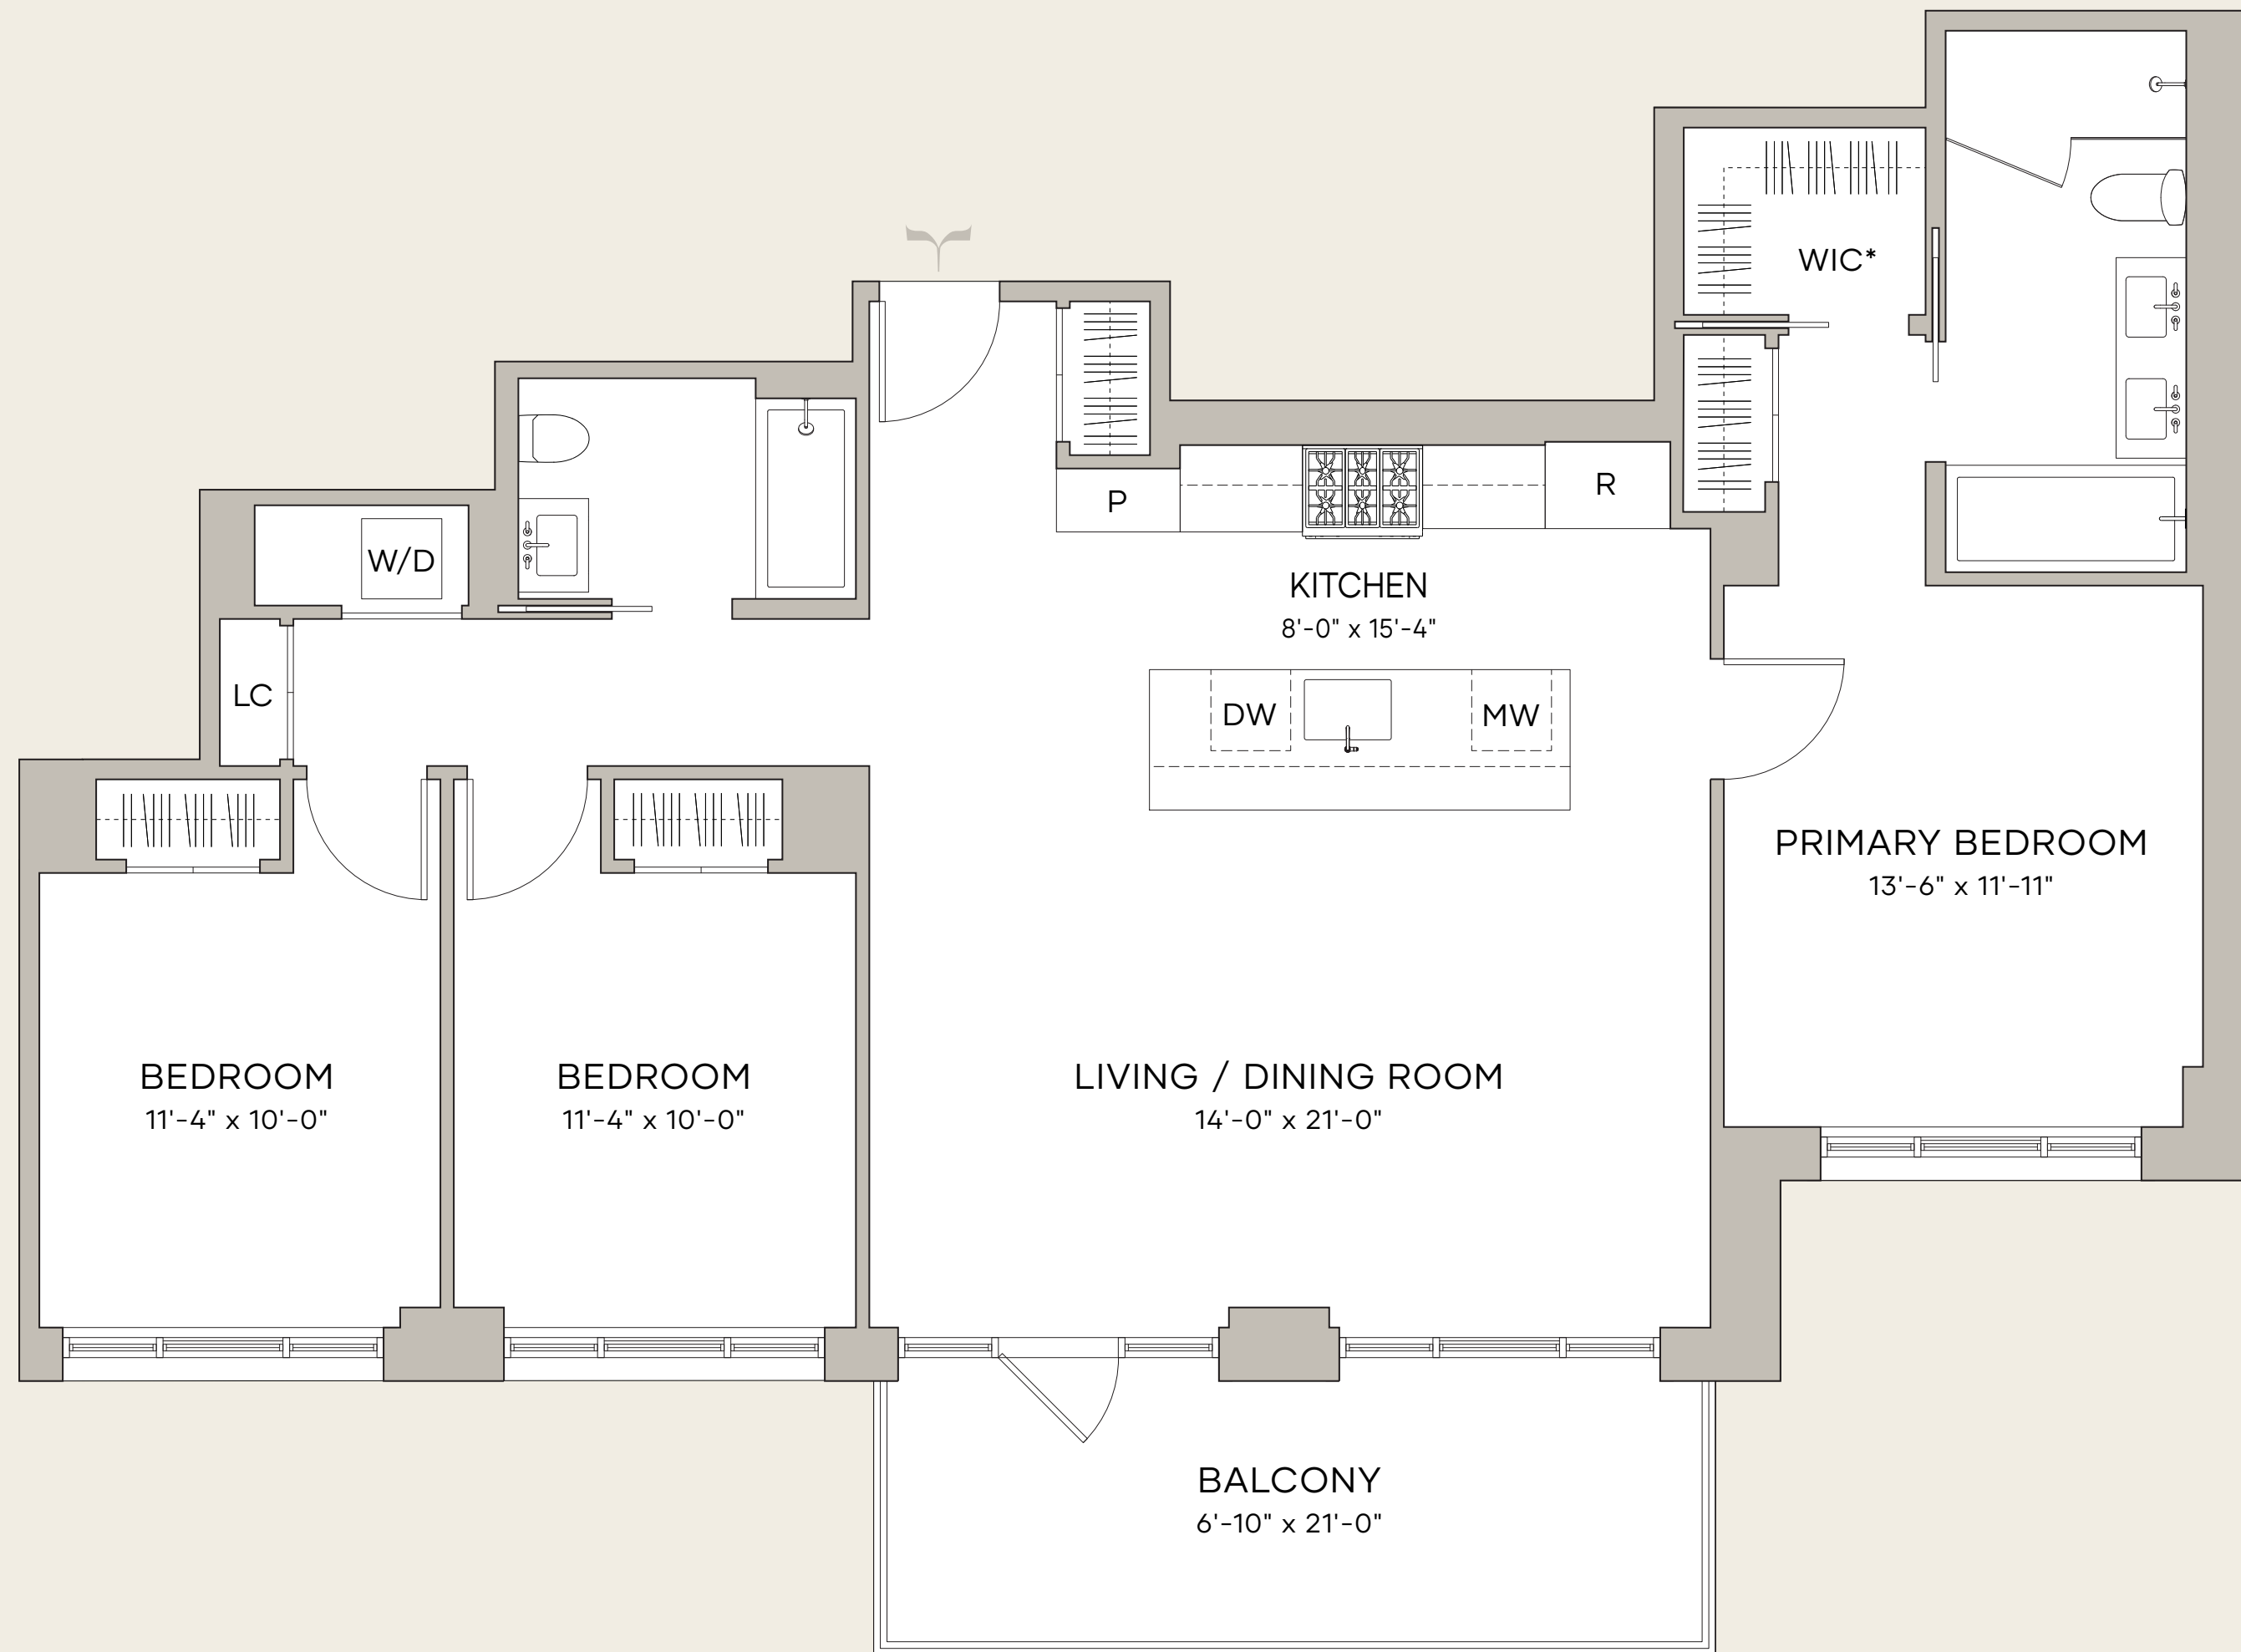 WIC*
P
R
W/D
KITCHEN
8'-0" x 15'-4"
LC
DW
MW
PRIMARY BEDROOM
13'-6" x 11'-11"
BEDROOM
11'-4" x 10'-0"
BEDROOM
11'-4" x 10'-0"
LIVING / DINING ROOM
14'-0" x 21'-0"
BALCONY
6'-10" x 21'-0"